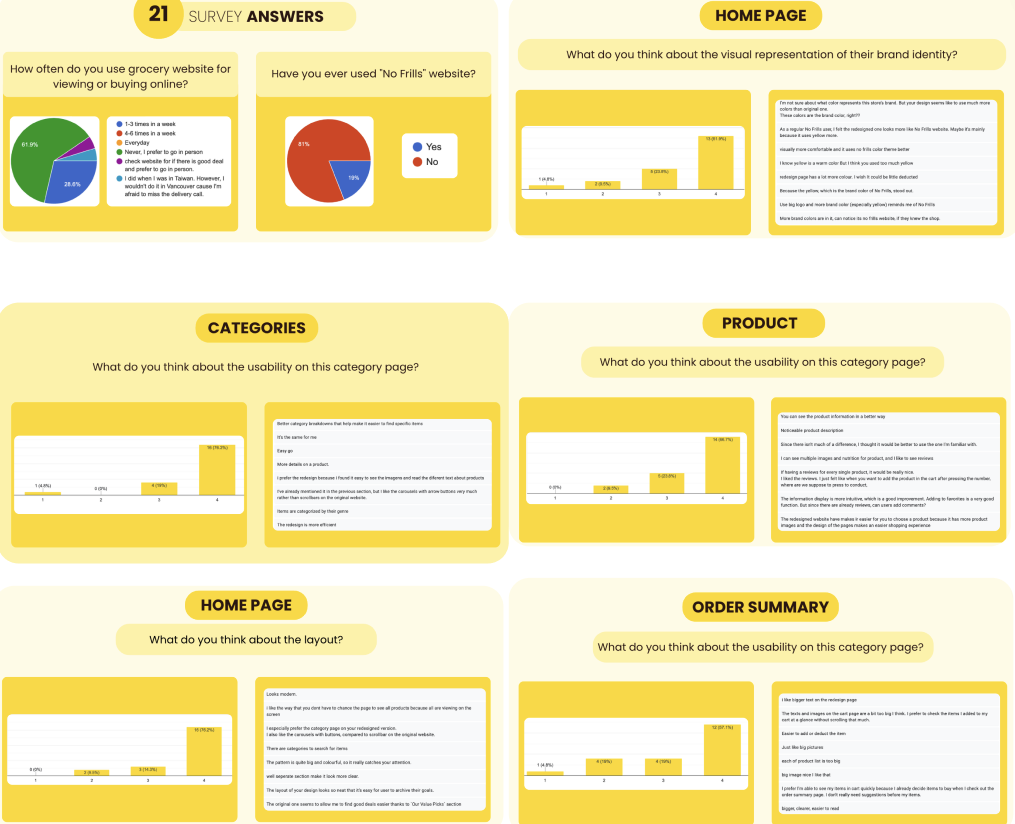 21 SURVEY ANSWERS
How often do you use grocery website for
viewing or buying online?
61.9%
28.6%
1-3 times in a week
4-6 times in a week
Everyday
Never, I prefer to go in person
check website for if there is good deal
and prefer to go in person.
I did when I was in Taiwan. However, I
wouldn't do it in Vancouver cause I'm
afraid to miss the delivery call.
Have you ever used "No Frills" website?
81%
19%
Yes
No
HOME PAGE
What do you think about the visual representation of their brand identity?
1 (4.8%)
2 (9.5%)
5 (23.8%)
13 (61.9%)
1
2
3
4
I'm not sure about what color represents this store's brand. But your design seems like to use much more
colors than original one.
These colors are the brand color, right??
As a regular No Frills user, I felt the redesigned one looks more like No Frills website. Maybe it's mainly
because it uses yellow more.
visually more comfortable and it uses no frills color theme better
I know yellow is a warm color But I think you used too much yellow
redesign page has a lot more colour. I wish it could be little deducted
Because the yellow, which is the brand color of No Frills, stood out.
Use big logo and more brand color (especially yellow) reminds me of No Frills
More brand colors are in it, can notice its no frills website, if they knew the shop.
CATEGORIES
What do you think about the usability on this category page?
1 (4.8%)
0 (0%)
4 (19%)
16 (76.2%)
1
2
3
4
Better category breakdowns that help make it easier to find specific items
It's the same for me
Easy go
More details on a product.
I prefer the redesign because I found it easy to see the imagens and read the diferent text about products
I've already mentioned it in the previous section, but I like the carousels with arrow bottoms very much
rather than scrollbars on the original website.
Items are categorized by their genre
The redesign is more efficient
PRODUCT
What do you think about the usability on this category page?
0 (0%)
2 (9.5%)
5 (23.8%)
14 (66.7%)
1
2
3
4
You can see the product information in a better way
Noticeable product description
Since there isn't much of a difference, I thought it would be better to use the one I'm familiar with.
I can see multiple images and nutrition for product, and I like to see reviews
If having a reviews for every single product, it would be really nice.
I liked the reviews. I just felt like when you want to add the product in the cart after pressing the number,
where are we suppose to press to conduct.
The information display is more intuitive, which is a good improvement. Adding to favorites is a very good
function. But since there are already reviews, can users add comments?
The redesigned website have makes it easier for you to choose a product because it has more product
images and the design of the pages makes an easier shopping experience
HOME PAGE
What do you think about the layout?
0 (0%)
2 (9.5%)
3 (14.3%)
16 (76.2%)
1
2
3
4
Looks modern.
I like the way that you dont have to chance the page to see all products because all are viewing on the
screen
I especially prefer the category page on your redesigned version.
I also like the carousels with buttons, compared to scrollbar on the original website.
There are categories to search for items
The pattern is quite big and colourful, so it really catches your attention.
well seperate section make it look more clear.
The layout of your design looks so neat that it's easy for user to archive their goals.
The original one seems to allow me to find good deals easier thanks to 'Our Value Picks' section
ORDER SUMMARY
What do you think about the usability on this category page?
1 (4.8%)
4 (19%)
4 (19%)
12 (57.1%)
1
2
3
4
I like bigger text on the redesign page
The texts and images on the cart page are a bit too big I think. I prefer to check the items I added to my
cart at a glance without scrolling that much.
Easier to add or deduct the item
Just like big pictures
each of product list is too big
big image nice I like that
I prefer I'm able to see my items in cart quickly because I already decide items to buy when I check out the
order summary page. I don't really need suggestions before my items.
bigger, clearer, easier to read